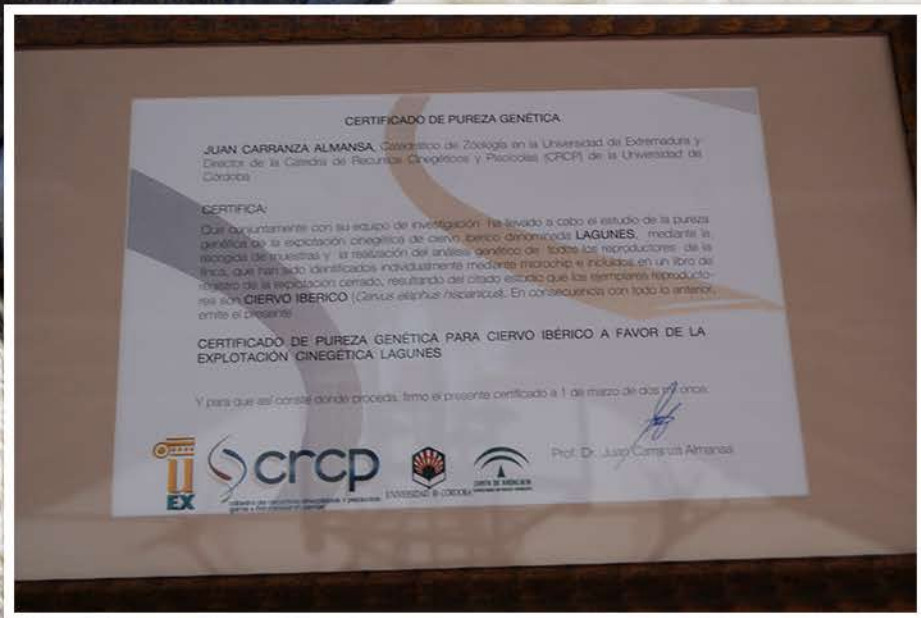 CERTIFICADO DE PUREZA GENÉTICA
JUAN CARRANZA ALMANSA, Catedrático de Zoología en la Universidad de Extremadura y
Director de la Cátedra de Recursos Cinegéticos y Piscícolas (CRCP) de la Universidad de
Córdoba
CERTIFICA:
Que conjuntamente con su equipo de investigación ha llevado a cabo el estudio de la pureza
genética de la explotación cinegética de ciervo ibérico denominada LAGUNES, mediante la
recogida de muestras y la realización del análisis genético de todos los reproductores de la
finca, que han sido identificados individualmente mediante microchip e incluidos en un libro de
registro de la explotación cerrado, resultando del citado estudio que los ejemplares reproducto-
res son CIERVO IBERICO (Cervus elaphus hispanicus). En consecuencia con todo lo anterior,
emite el presente
CERTIFICADO DE PUREZA GENÉTICA PARA CIERVO IBÉRICO A FAVOR DE LA
EXPLOTACIÓN CINEGÉTICA LAGUNES
Y para que así conste donde proceda, firmo el presente certificado a 1 de marzo de dos mil once.
Prof. Dr. Juan Carranza Almansa
UEX
crcp
cátedra de recursos cinegéticos y piscícolas
UNIVERSIDAD D CORDOBA
JUNTA DE ANDALUCIA